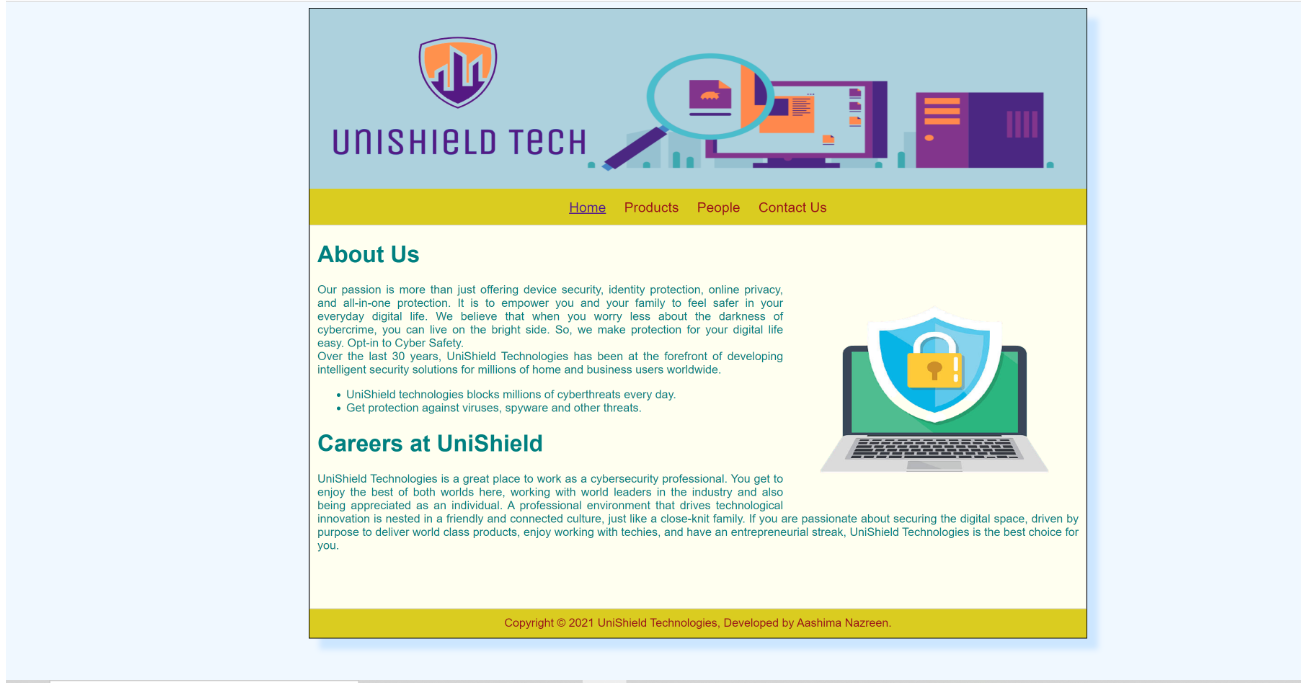 UNISHIELD TECH
Home Products People Contact Us
About Us
Our passion is more than just offering device security, identity protection, online privacy,
and all-in-one protection. It is to empower you and your family to feel safer in your
everyday digital life. We believe that when you worry less about the darkness of
cybercrime, you can live on the bright side. So, we make protection for your digital life
easy. Opt-in to Cyber Safety.
Over the last 30 years, UniShield Technologies has been at the forefront of developing
intelligent security solutions for millions of home and business users worldwide.
• UniShield technologies blocks millions of cyberthreats every day.
• Get protection against viruses, spyware and other threats.
Careers at UniShield
UniShield Technologies is a great place to work as a cybersecurity professional. You get to
enjoy the best of both worlds here, working with world leaders in the industry and also
being appreciated as an individual. A professional environment that drives technological
innovation is nested in a friendly and connected culture, just like a close-knit family. If you are passionate about securing the digital space, driven by
purpose to deliver world class products, enjoy working with techies, and have an entrepreneurial streak, UniShield Technologies is the best choice for
you.
Copyright © 2021 UniShield Technologies, Developed by Aashima Nazreen.